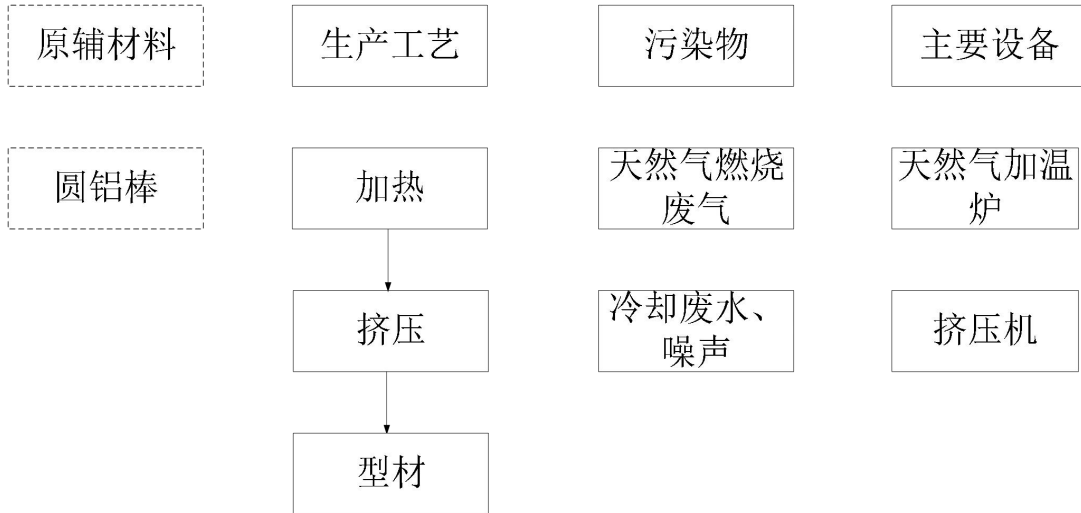 原辅材料
生产工艺
污染物
主要设备
圆铝棒
加热
天然气燃烧
废气
天然气加温
炉
挤压
冷却废水、
噪声
挤压机
型材